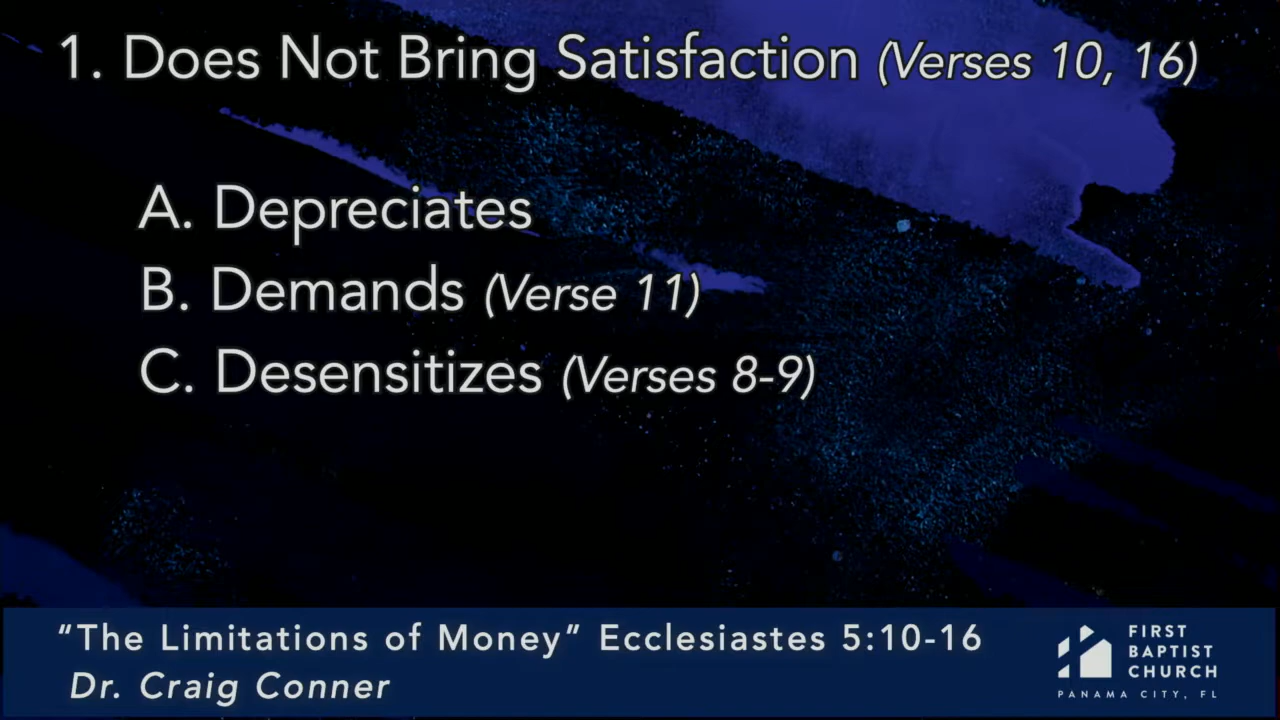 1. Does Not Bring Satisfaction (Verses 10, 16)
A. Depreciates
B. Demands (Verse 11)
C. Desensitizes (Verses 8-9)
“The Limitations of Money” Ecclesiastes 5:10-16
Dr. Craig Conner
FIRST
BAPTIST
CHURCH
PANAMA CITY, FL